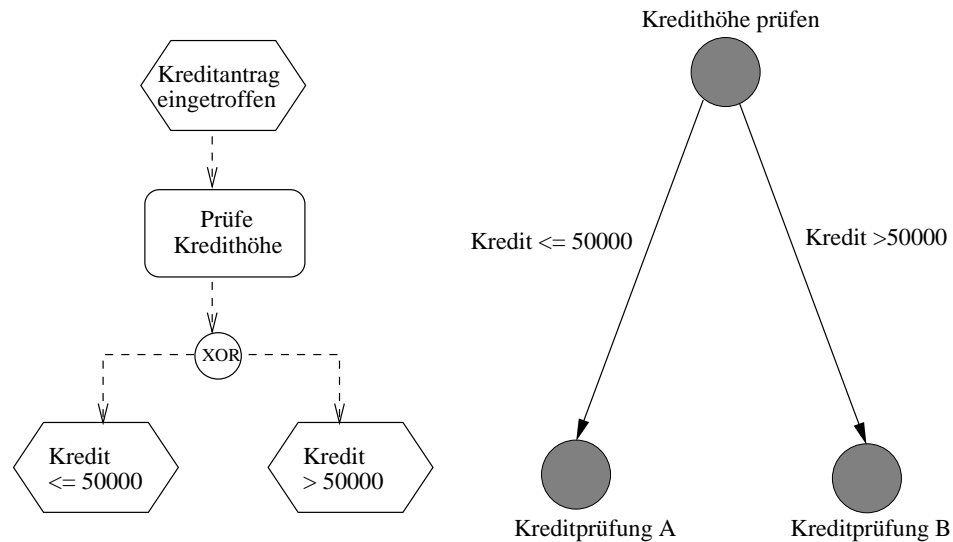 Kreditantrag
eingetroffen
Prüfe
Kredithöhe
XOR
Kredit
<= 50000
Kredit
> 50000
Kredithöhe prüfen
Kredit <= 50000
Kredit >50000
Kreditprüfung A
Kreditprüfung B